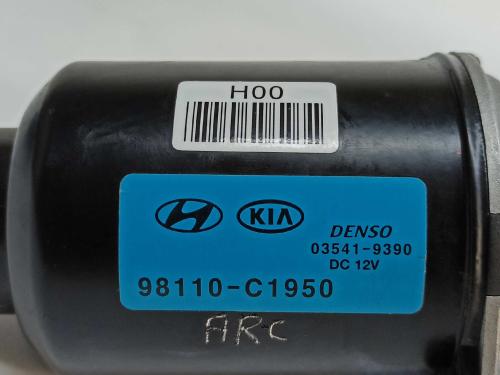 H00
KIA DENSO
03541-9390
DC 12V
98110-C1950
ARC